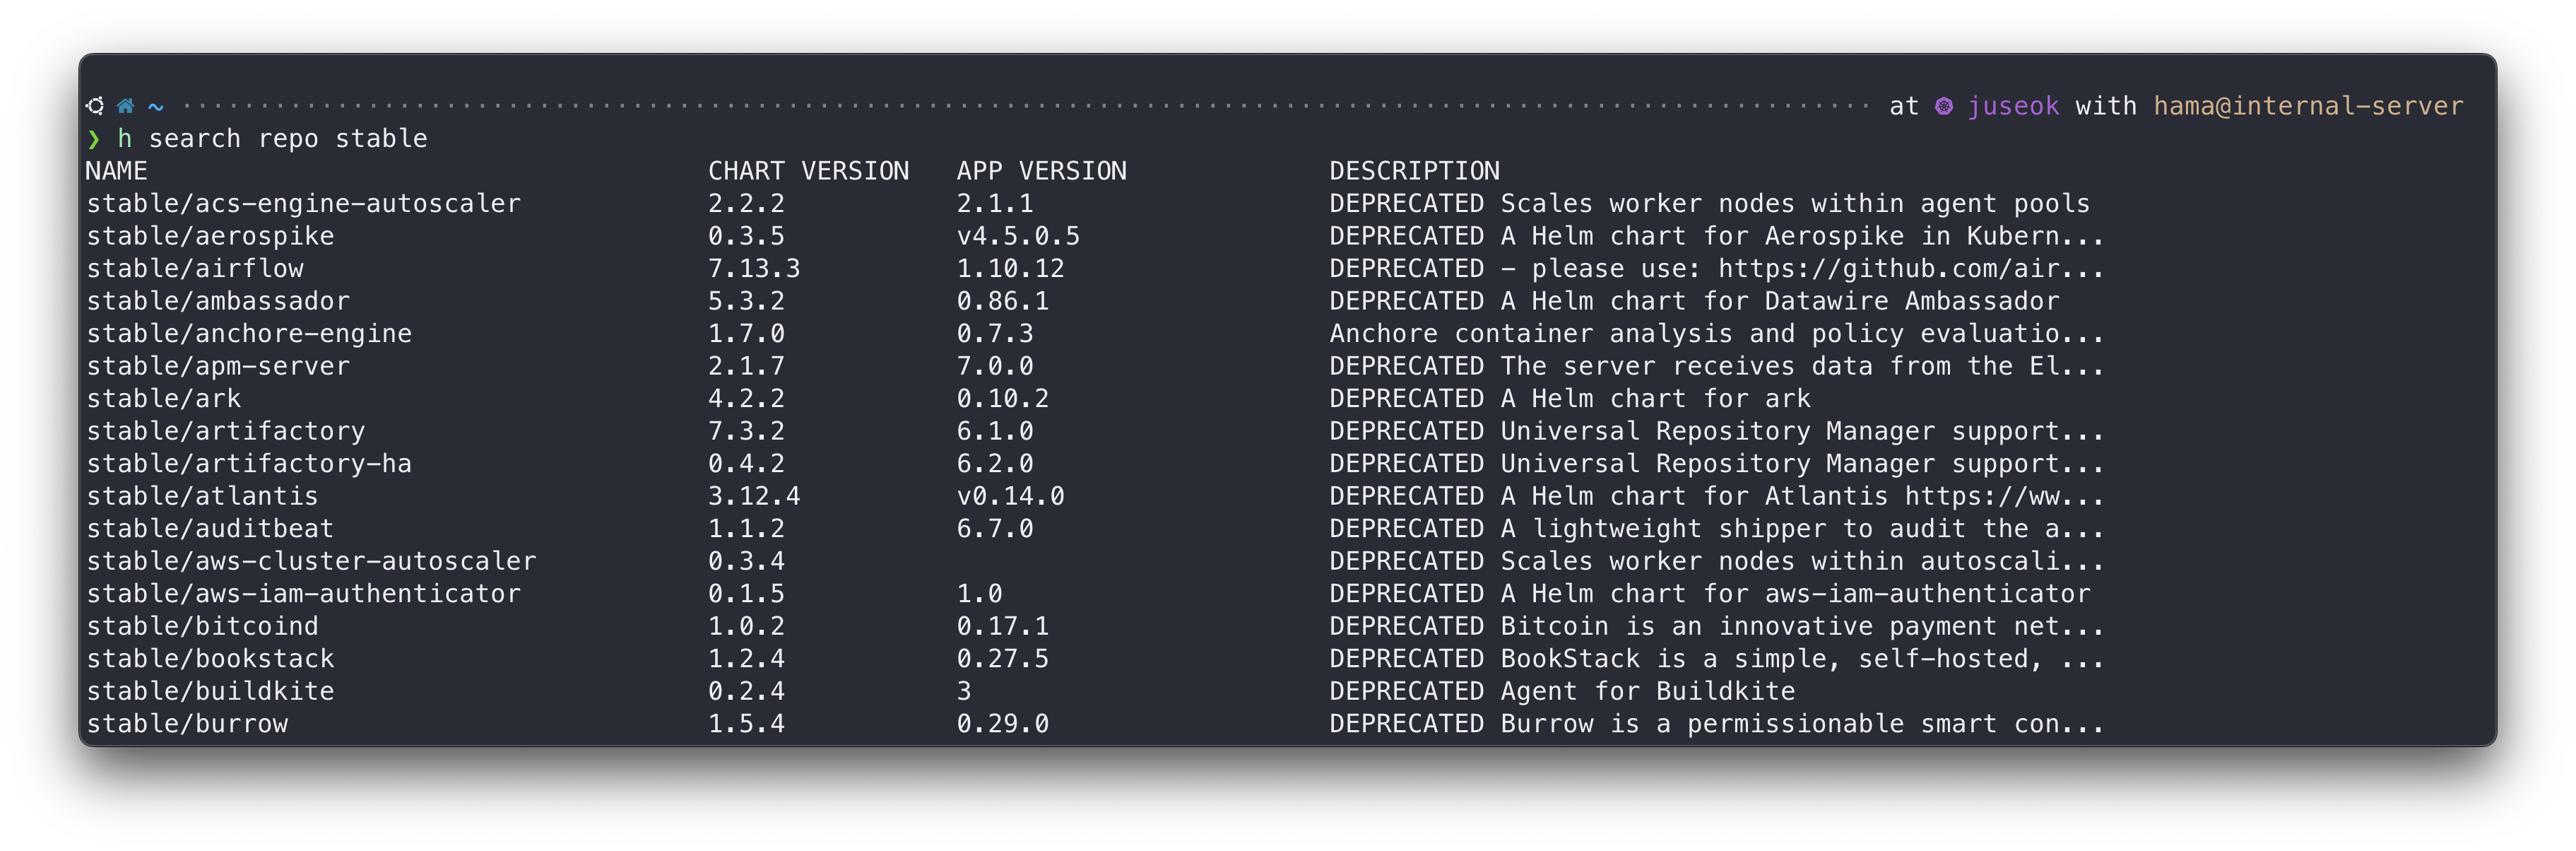 ~ at juseok with hama@internal-server
❯ h search repo stable
NAME CHART VERSION APP VERSION DESCRIPTION
stable/acs-engine-autoscaler 2.2.2 2.1.1 DEPRECATED Scales worker nodes within agent pools
stable/aerospike 0.3.5 v4.5.0.5 DEPRECATED A Helm chart for Aerospike in Kubern...
stable/airflow 7.13.3 1.10.12 DEPRECATED - please use: https://github.com/air...
stable/ambassador 5.3.2 0.86.1 DEPRECATED A Helm chart for Datawire Ambassador
stable/anchore-engine 1.7.0 0.7.3 Anchore container analysis and policy evaluatio...
stable/apm-server 2.1.7 7.0.0 DEPRECATED The server receives data from the El...
stable/ark 4.2.2 0.10.2 DEPRECATED A Helm chart for ark
stable/artifactory 7.3.2 6.1.0 DEPRECATED Universal Repository Manager support...
stable/artifactory-ha 0.4.2 6.2.0 DEPRECATED Universal Repository Manager support...
stable/atlantis 3.12.4 v0.14.0 DEPRECATED A Helm chart for Atlantis https://ww...
stable/auditbeat 1.1.2 6.7.0 DEPRECATED A lightweight shipper to audit the a...
stable/aws-cluster-autoscaler 0.3.4 DEPRECATED Scales worker nodes within autoscali...
stable/aws-iam-authenticator 0.1.5 1.0 DEPRECATED A Helm chart for aws-iam-authenticator
stable/bitcoind 1.0.2 0.17.1 DEPRECATED Bitcoin is an innovative payment net...
stable/bookstack 1.2.4 0.27.5 DEPRECATED BookStack is a simple, self-hosted, ...
stable/buildkite 0.2.4 3 DEPRECATED Agent for Buildkite
stable/burrow 1.5.4 0.29.0 DEPRECATED Burrow is a permissionable smart con...